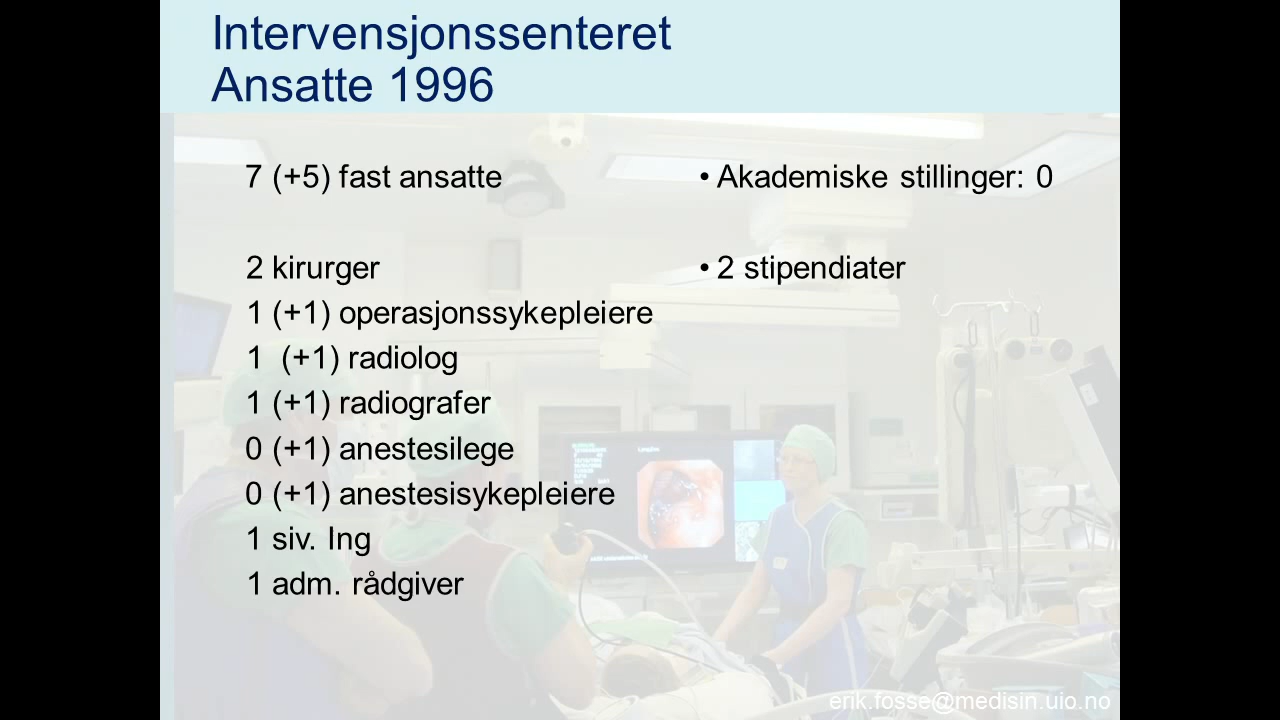 Intervensjonssenteret
Ansatte 1996
7 (+5) fast ansatte
2 kirurger
1 (+1) operasjonssykepleiere
1  (+1) radiolog
1 (+1) radiografer
0 (+1) anestesilege
0 (+1) anestesisykepleiere
1 siv. Ing
1 adm. rådgiver
• Akademiske stillinger: 0
• 2 stipendiater
erik.fosse@medisin.uio.no